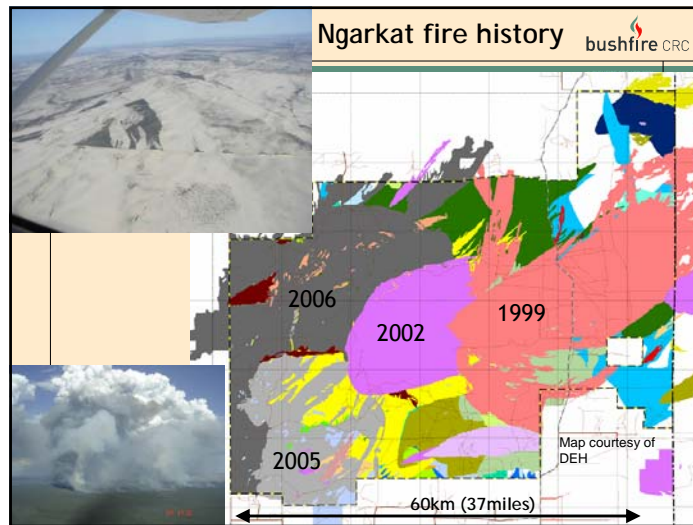 Ngarkat fire history
bushfire CRC
2006
2002
1999
2005
Map courtesy of
DEH
60km (37miles)